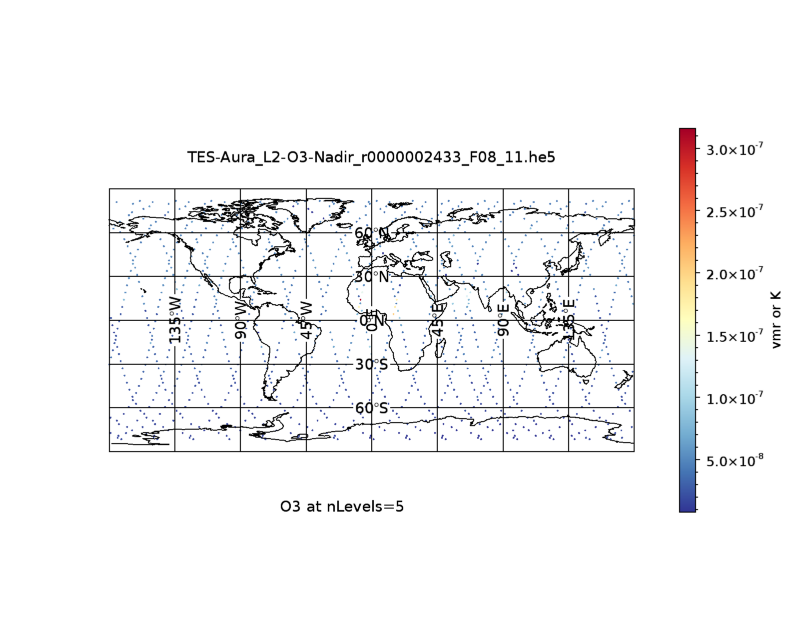 TES-Aura_L2-O3-Nadir_r0000002433_F08_11.he5
60°N
30°N
0°N
30°S
60°S
135°W
90°W
45°W
0°E
45°E
90°E
135°E
3.0×10⁻⁷
2.5×10⁻⁷
2.0×10⁻⁷
1.5×10⁻⁷
1.0×10⁻⁷
5.0×10⁻⁸
vmr or K
O3 at nLevels=5